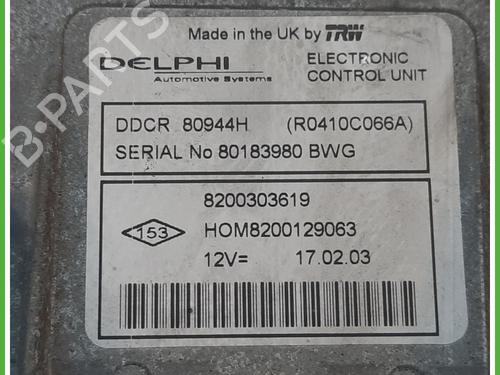 Made in the UK by TRW
DELPHI
Automotive Systems
ELECTRONIC
CONTROL UNIT
DDCR 80944H (R0410C066A)
SERIAL No 80183980 BWG
8200303619
153
HOM8200129063
12V= 17.02.03
B-PARTS